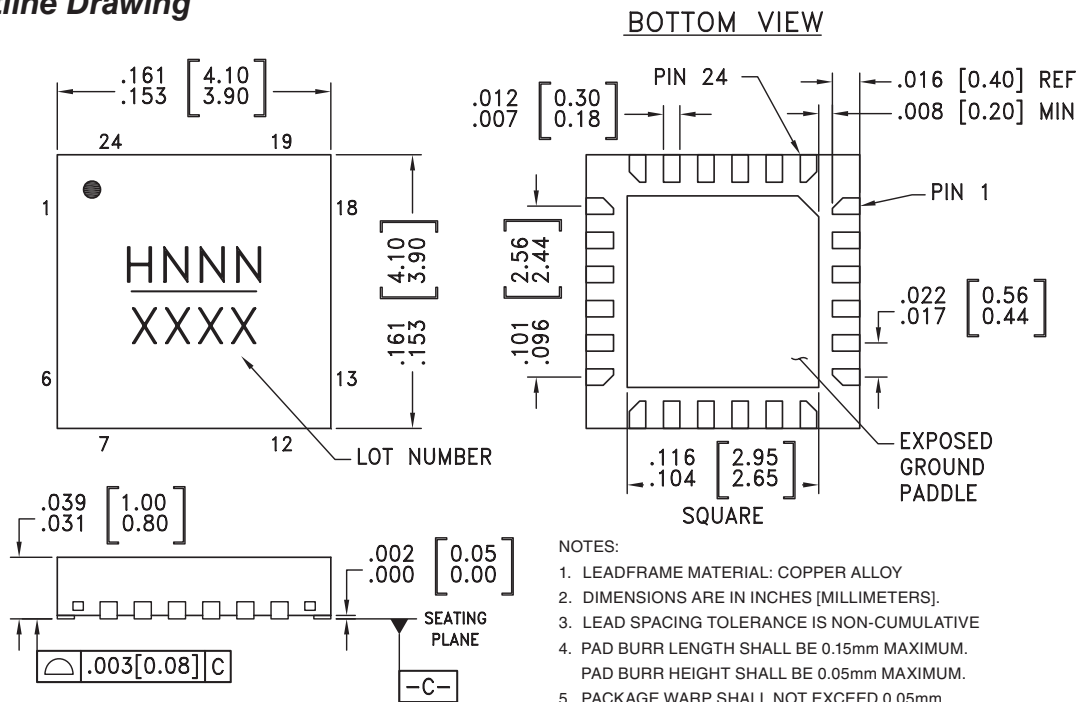 Drawing
BOTTOM VIEW
.161 [4.10]
.153 [3.90]
24 19
1 18
HNNN
XXXX
6 13
7 12
LOT NUMBER
[4.10]
[3.90]
.161
.153
PIN 24
.012 [0.30]
.007 [0.18]
.016 [0.40] REF
.008 [0.20] MIN
PIN 1
[2.56]
[2.44]
.101
.096
.022 [0.56]
.017 [0.44]
.116 [2.95]
.104 [2.65]
SQUARE
EXPOSED
GROUND
PADDLE
.039 [1.00]
.031 [0.80]
.002 [0.05]
.000 [0.00]
SEATING
PLANE
.003[0.08] C
-C-
NOTES:
1. LEADFRAME MATERIAL: COPPER ALLOY
2. DIMENSIONS ARE IN INCHES [MILLIMETERS].
3. LEAD SPACING TOLERANCE IS NON-CUMULATIVE
4. PAD BURR LENGTH SHALL BE 0.15mm MAXIMUM.
PAD BURR HEIGHT SHALL BE 0.05mm MAXIMUM.
5. PACKAGE WARP SHALL NOT EXCEED 0.05mm